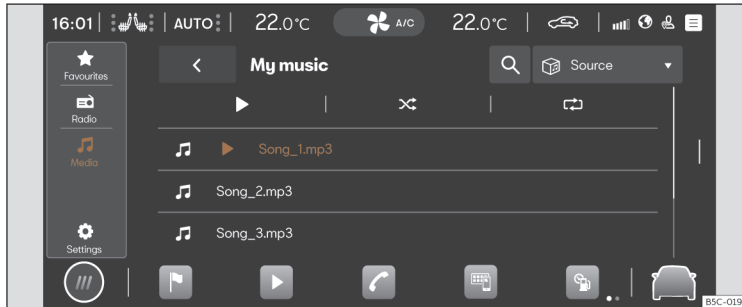 16:01 AUTO 22.0°C A/C 22.0°C
Favourites
My music
Source
Radio
Media
Song_1.mp3
Song_2.mp3
Song_3.mp3
Settings
B5C-019